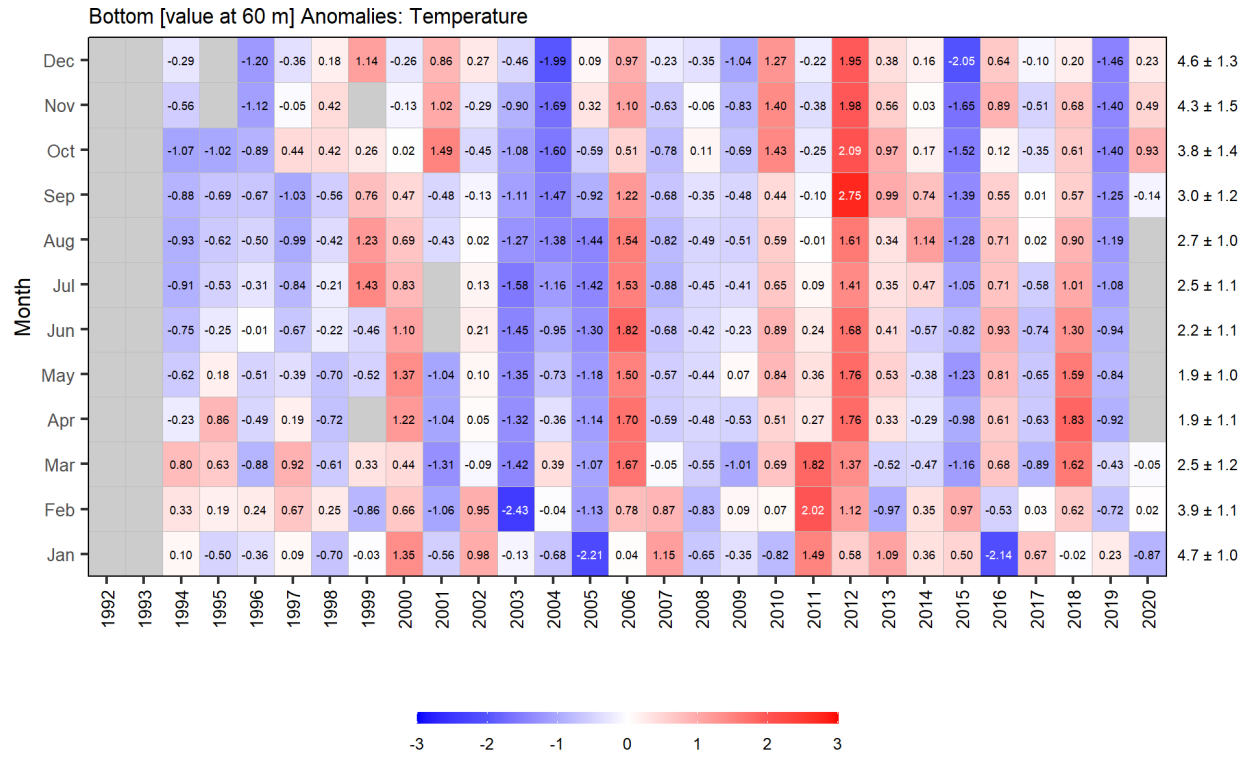 Bottom [value at 60 m] Anomalies: Temperature
Month
Dec -0.29 -1.20 -0.36 0.18 1.14 -0.26 0.86 0.27 -0.46 -1.99 0.09 0.97 -0.23 -0.35 -1.04 1.27 -0.22 1.95 0.38 0.16 -2.05 0.64 -0.10 0.20 -1.46 0.23 4.6 ± 1.3
Nov -0.56 -1.12 -0.05 0.42 -0.13 1.02 -0.29 -0.90 -1.69 0.32 1.10 -0.63 -0.06 -0.83 1.40 -0.38 1.98 0.56 0.03 -1.65 0.89 -0.51 0.68 -1.40 0.49 4.3 ± 1.5
Oct -1.07 -1.02 -0.89 0.44 0.42 0.26 0.02 1.49 -0.45 -1.08 -1.60 -0.59 0.51 -0.78 0.11 -0.69 1.43 -0.25 2.09 0.97 0.17 -1.52 0.12 -0.35 0.61 -1.40 0.93 3.8 ± 1.4
Sep -0.88 -0.69 -0.67 -1.03 -0.56 0.76 0.47 -0.48 -0.13 -1.11 -1.47 -0.92 1.22 -0.68 -0.35 -0.48 0.44 -0.10 2.75 0.99 0.74 -1.39 0.55 0.01 0.57 -1.25 -0.14 3.0 ± 1.2
Aug -0.93 -0.62 -0.50 -0.99 -0.42 1.23 0.69 -0.43 0.02 -1.27 -1.38 -1.44 1.54 -0.82 -0.49 -0.51 0.59 -0.01 1.61 0.34 1.14 -1.28 0.71 0.02 0.90 -1.19 2.7 ± 1.0
Jul -0.91 -0.53 -0.31 -0.84 -0.21 1.43 0.83 0.13 -1.58 -1.16 -1.42 1.53 -0.88 -0.45 -0.41 0.65 0.09 1.41 0.35 0.47 -1.05 0.71 -0.58 1.01 -1.08 2.5 ± 1.1
Jun -0.75 -0.25 -0.01 -0.67 -0.22 -0.46 1.10 0.21 -1.45 -0.95 -1.30 1.82 -0.68 -0.42 -0.23 0.89 0.24 1.68 0.41 -0.57 -0.82 0.93 -0.74 1.30 -0.94 2.2 ± 1.1
May -0.62 0.18 -0.51 -0.39 -0.70 -0.52 1.37 -1.04 0.10 -1.35 -0.73 -1.18 1.50 -0.57 -0.44 0.07 0.84 0.36 1.76 0.53 -0.38 -1.23 0.81 -0.65 1.59 -0.84 1.9 ± 1.0
Apr -0.23 0.86 -0.49 0.19 -0.72 1.22 -1.04 0.05 -1.32 -0.36 -1.14 1.70 -0.59 -0.48 -0.53 0.51 0.27 1.76 0.33 -0.29 -0.98 0.61 -0.63 1.83 -0.92 1.9 ± 1.1
Mar 0.80 0.63 -0.88 0.92 -0.61 0.33 0.44 -1.31 -0.09 -1.42 0.39 -1.07 1.67 -0.05 -0.55 -1.01 0.69 1.82 1.37 -0.52 -0.47 -1.16 0.68 -0.89 1.62 -0.43 -0.05 2.5 ± 1.2
Feb 0.33 0.19 0.24 0.67 0.25 -0.86 0.66 -1.06 0.95 -2.43 -0.04 -1.13 0.78 0.87 -0.83 0.09 0.07 2.02 1.12 -0.97 0.35 0.97 -0.53 0.03 0.62 -0.72 0.02 3.9 ± 1.1
Jan 0.10 -0.50 -0.36 0.09 -0.70 -0.03 1.35 -0.56 0.98 -0.13 -0.68 -2.21 0.04 1.15 -0.65 -0.35 -0.82 1.49 0.58 1.09 0.36 0.50 -2.14 0.67 -0.02 0.23 -0.87 4.7 ± 1.0
1992 1993 1994 1995 1996 1997 1998 1999 2000 2001 2002 2003 2004 2005 2006 2007 2008 2009 2010 2011 2012 2013 2014 2015 2016 2017 2018 2019 2020
-3 -2 -1 0 1 2 3